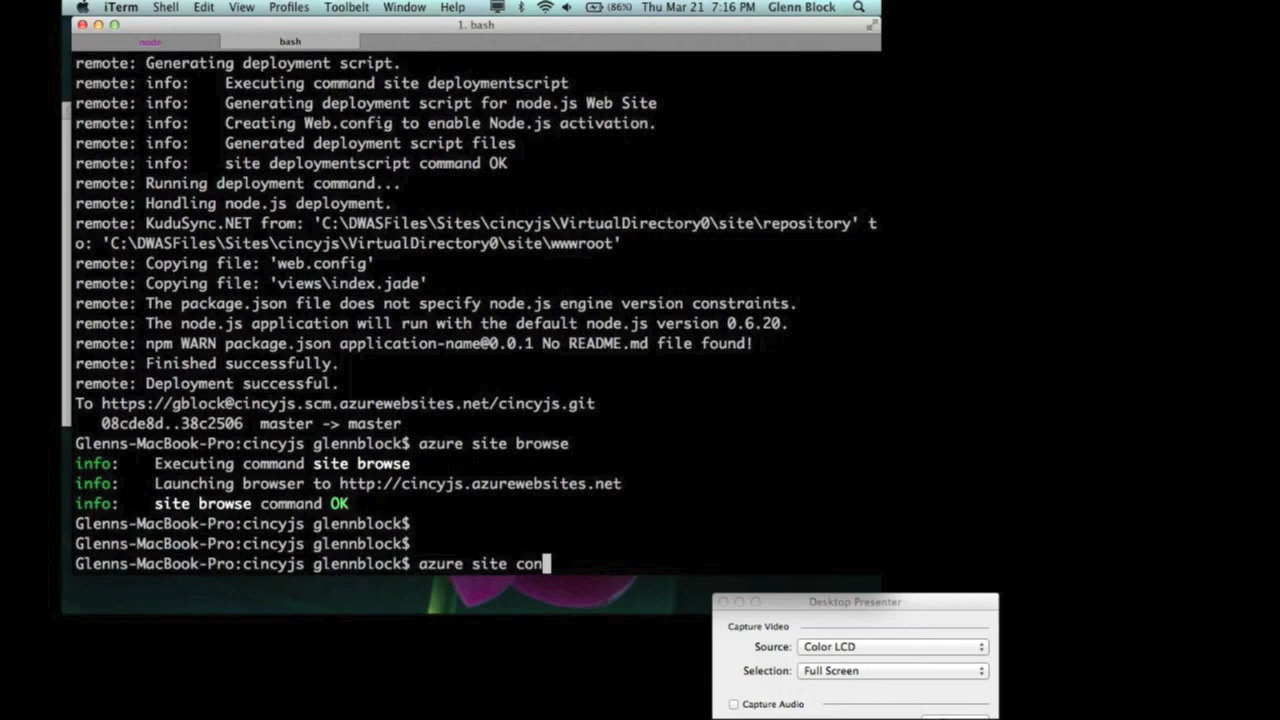 iTerm Shell Edit View Profiles Toolbelt Window Help (86%) Thu Mar 21 7:16 PM Glenn Block
1. bash
node bash
remote: Generating deployment script.
remote: info: Executing command site deploymentscript
remote: info: Generating deployment script for node.js Web Site
remote: info: Creating Web.config to enable Node.js activation.
remote: info: Generated deployment script files
remote: info: site deploymentscript command OK
remote: Running deployment command...
remote: Handling node.js deployment.
remote: KuduSync.NET from: 'C:\DWASFiles\Sites\cincyjs\VirtualDirectory0\site\repository' t
o: 'C:\DWASFiles\Sites\cincyjs\VirtualDirectory0\site\wwwroot'
remote: Copying file: 'web.config'
remote: Copying file: 'views\index.jade'
remote: The package.json file does not specify node.js engine version constraints.
remote: The node.js application will run with the default node.js version 0.6.20.
remote: npm WARN package.json application-name@0.0.1 No README.md file found!
remote: Finished successfully.
remote: Deployment successful.
To https://gblock@cincyjs.scm.azurewebsites.net/cincyjs.git
08cde8d..38c2506 master -> master
Glenns-MacBook-Pro:cincyjs glennblock$ azure site browse
info: Executing command site browse
info: Launching browser to http://cincyjs.azurewebsites.net
info: site browse command OK
Glenns-MacBook-Pro:cincyjs glennblock$
Glenns-MacBook-Pro:cincyjs glennblock$
Glenns-MacBook-Pro:cincyjs glennblock$ azure site con
Desktop Presenter
Capture Video
Source: Color LCD
Selection: Full Screen
Capture Audio